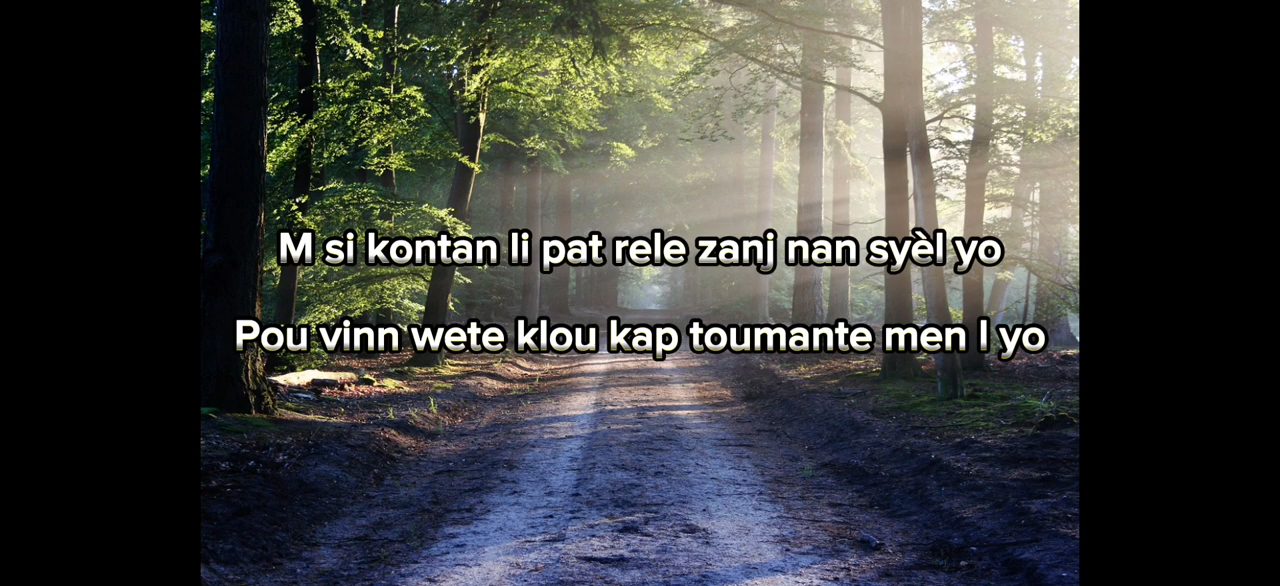 M si kontan li pat rele zanj nan syèl yo
Pou vinn wete klou kap toumante men l yo